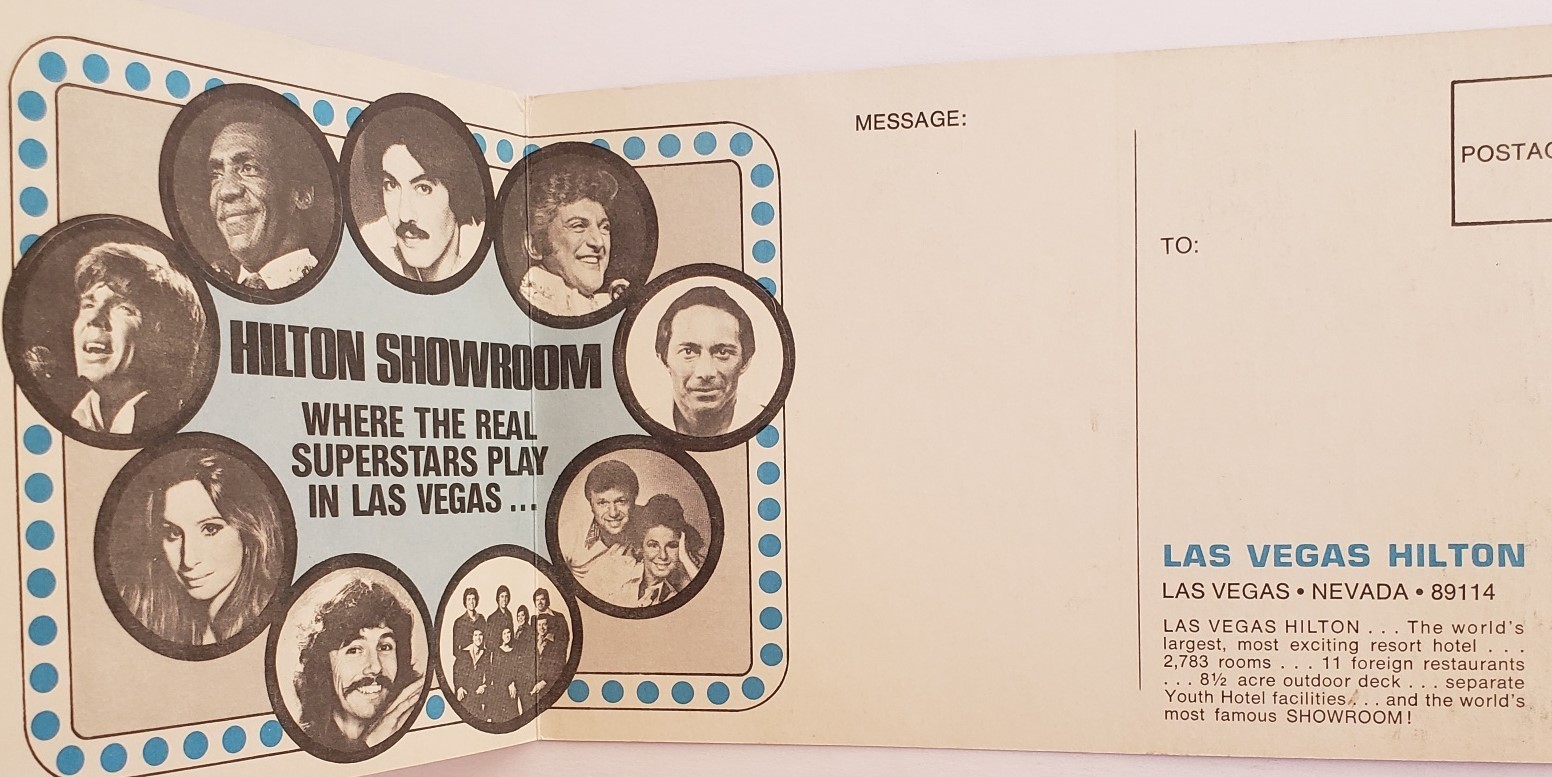 HILTON SHOWROOM
WHERE THE REAL
SUPERSTARS PLAY
IN LAS VEGAS ...
MESSAGE:
POSTAG
TO:
LAS VEGAS HILTON
LAS VEGAS • NEVADA • 89114
LAS VEGAS HILTON . . . The world's
largest, most exciting resort hotel . . .
2,783 rooms . . . 11 foreign restaurants
. . . 8½ acre outdoor deck . . . separate
Youth Hotel facilities . . . and the world's
most famous SHOWROOM!